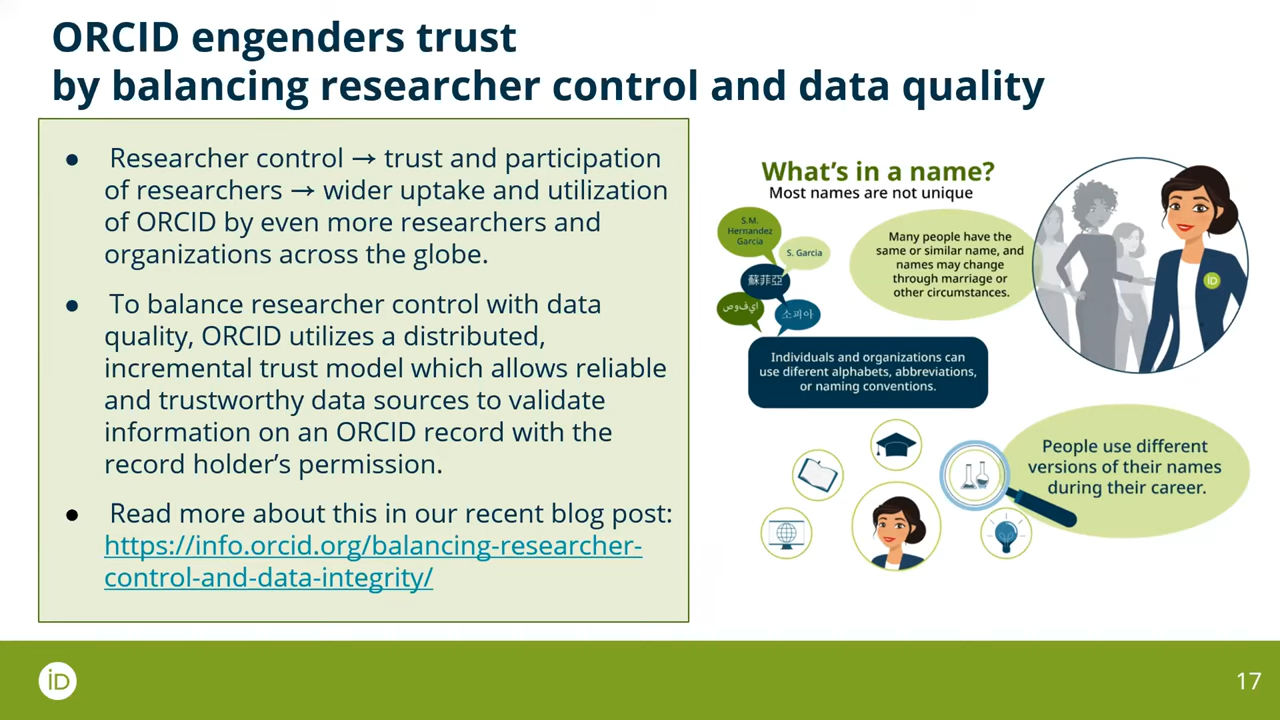 ORCID engenders trust
by balancing researcher control and data quality
● Researcher control → trust and participation
of researchers → wider uptake and utilization
of ORCID by even more researchers and
organizations across the globe.
● To balance researcher control with data
quality, ORCID utilizes a distributed,
incremental trust model which allows reliable
and trustworthy data sources to validate
information on an ORCID record with the
record holder's permission.
● Read more about this in our recent blog post:
https://info.orcid.org/balancing-researcher-
control-and-data-integrity/
What's in a name?
Most names are not unique
S.M.
Hernandez
García
S. Garcia
蘇菲亞
صوفيا
소피아
Many people have the
same or similar name, and
names may change
through marriage or
other circumstances.
iD
Individuals and organizations can
use diferent alphabets, abbreviations,
or naming conventions.
People use different
versions of their names
during their career.
iD
17